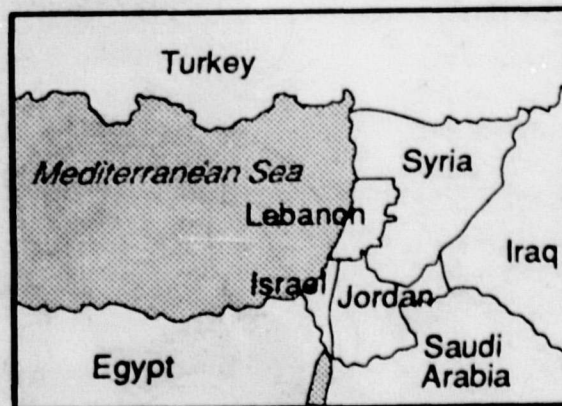 Turkey
Mediterranean Sea
Syria
Lebanon
Iraq
Israel
Jordan
Egypt
Saudi
Arabia